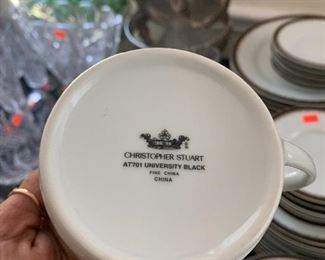 CHRISTOPHER STUART
AT701 UNIVERSITY BLACK
FINE CHINA
CHINA